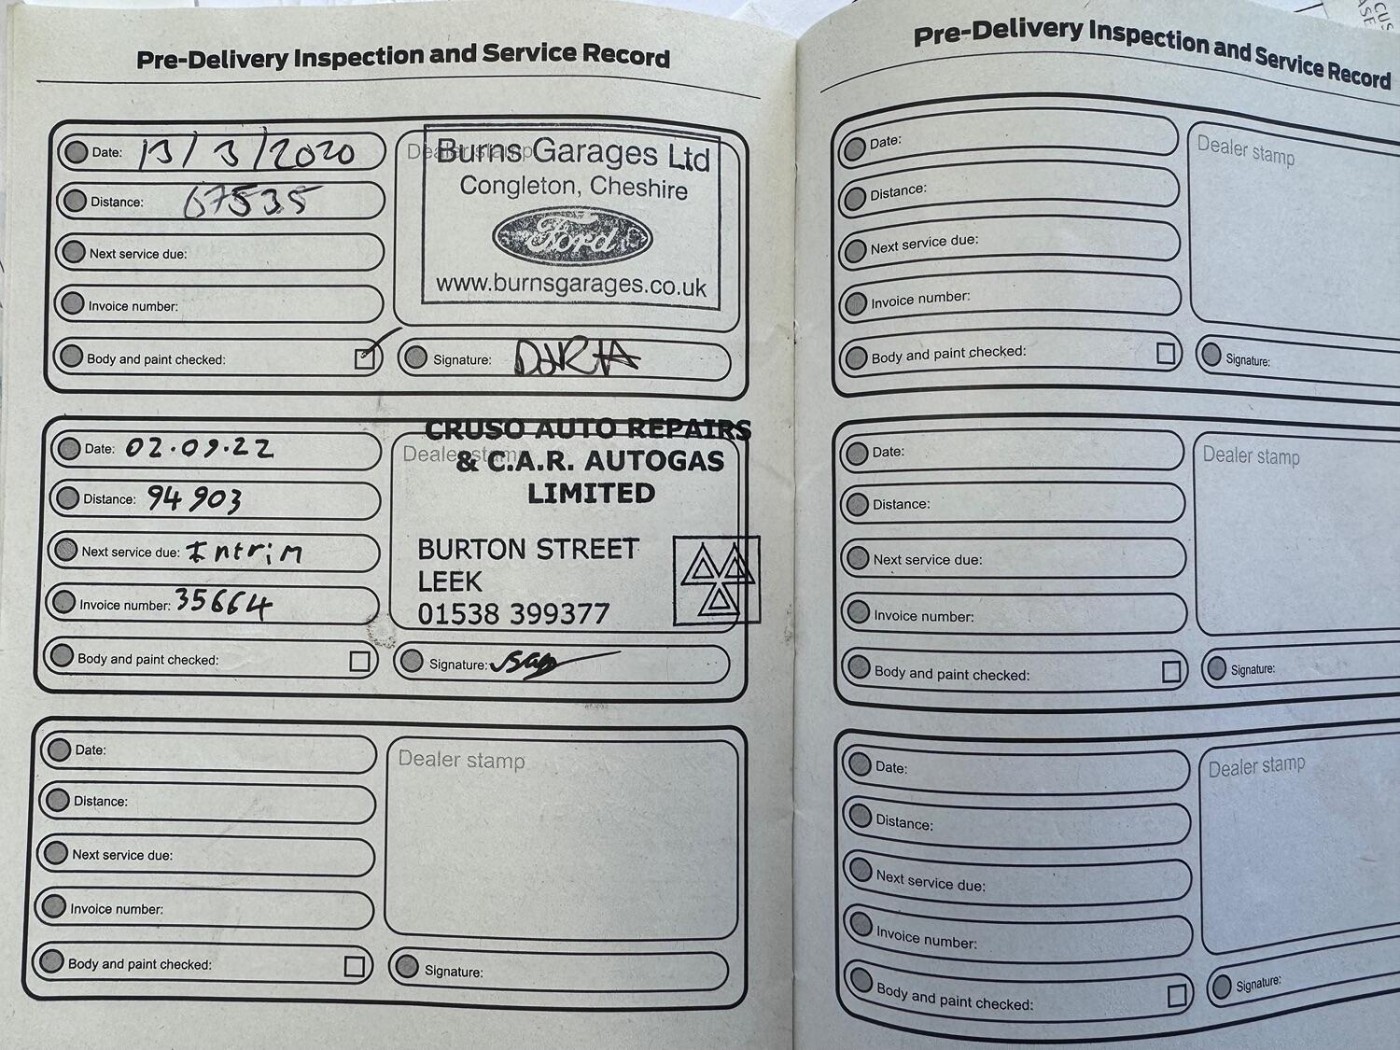 Pre-Delivery Inspection and Service Record
Date: 13/3/2020
Distance: 67535
Next service due:
Invoice number:
Body and paint checked:
Dealer stamp
Burns Garages Ltd
Congleton, Cheshire
Ford
www.burnsgarages.co.uk
Signature:
Date: 02.09.22
Distance: 94903
Next service due: Intrim
Invoice number: 35664
Body and paint checked:
Dealer stamp
CRUSO AUTO REPAIRS
& C.A.R. AUTOGAS
LIMITED
BURTON STREET
LEEK
01538 399377
Signature:
Date:
Distance:
Next service due:
Invoice number:
Body and paint checked:
Dealer stamp
Signature:
Pre-Delivery Inspection and Service Record
Date:
Distance:
Next service due:
Invoice number:
Body and paint checked:
Dealer stamp
Signature:
Date:
Distance:
Next service due:
Invoice number:
Body and paint checked:
Dealer stamp
Signature:
Date:
Distance:
Next service due:
Invoice number:
Body and paint checked:
Dealer stamp
Signature: